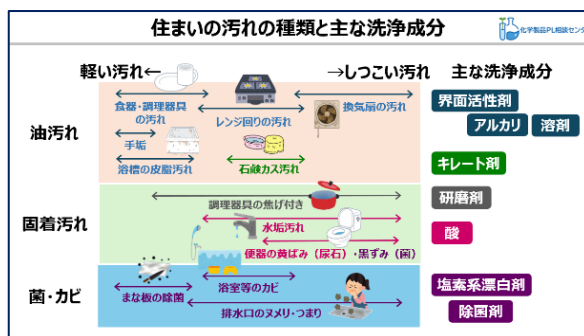 住まいの汚れの種類と主な洗浄成分
化学製品PL相談センター
軽い汚れ←
→しつこい汚れ
主な洗浄成分
油汚れ
食器・調理器具
の汚れ
レンジ回りの汚れ
換気扇の汚れ
手垢
浴槽の皮脂汚れ
石鹸カス汚れ
界面活性剤
アルカリ
溶剤
キレート剤
固着汚れ
調理器具の焦げ付き
水垢汚れ
便器の黄ばみ（尿石）・黒ずみ（菌）
研磨剤
酸
菌・カビ
まな板の除菌
浴室等のカビ
排水口のヌメリ・つまり
塩素系漂白剤
除菌剤